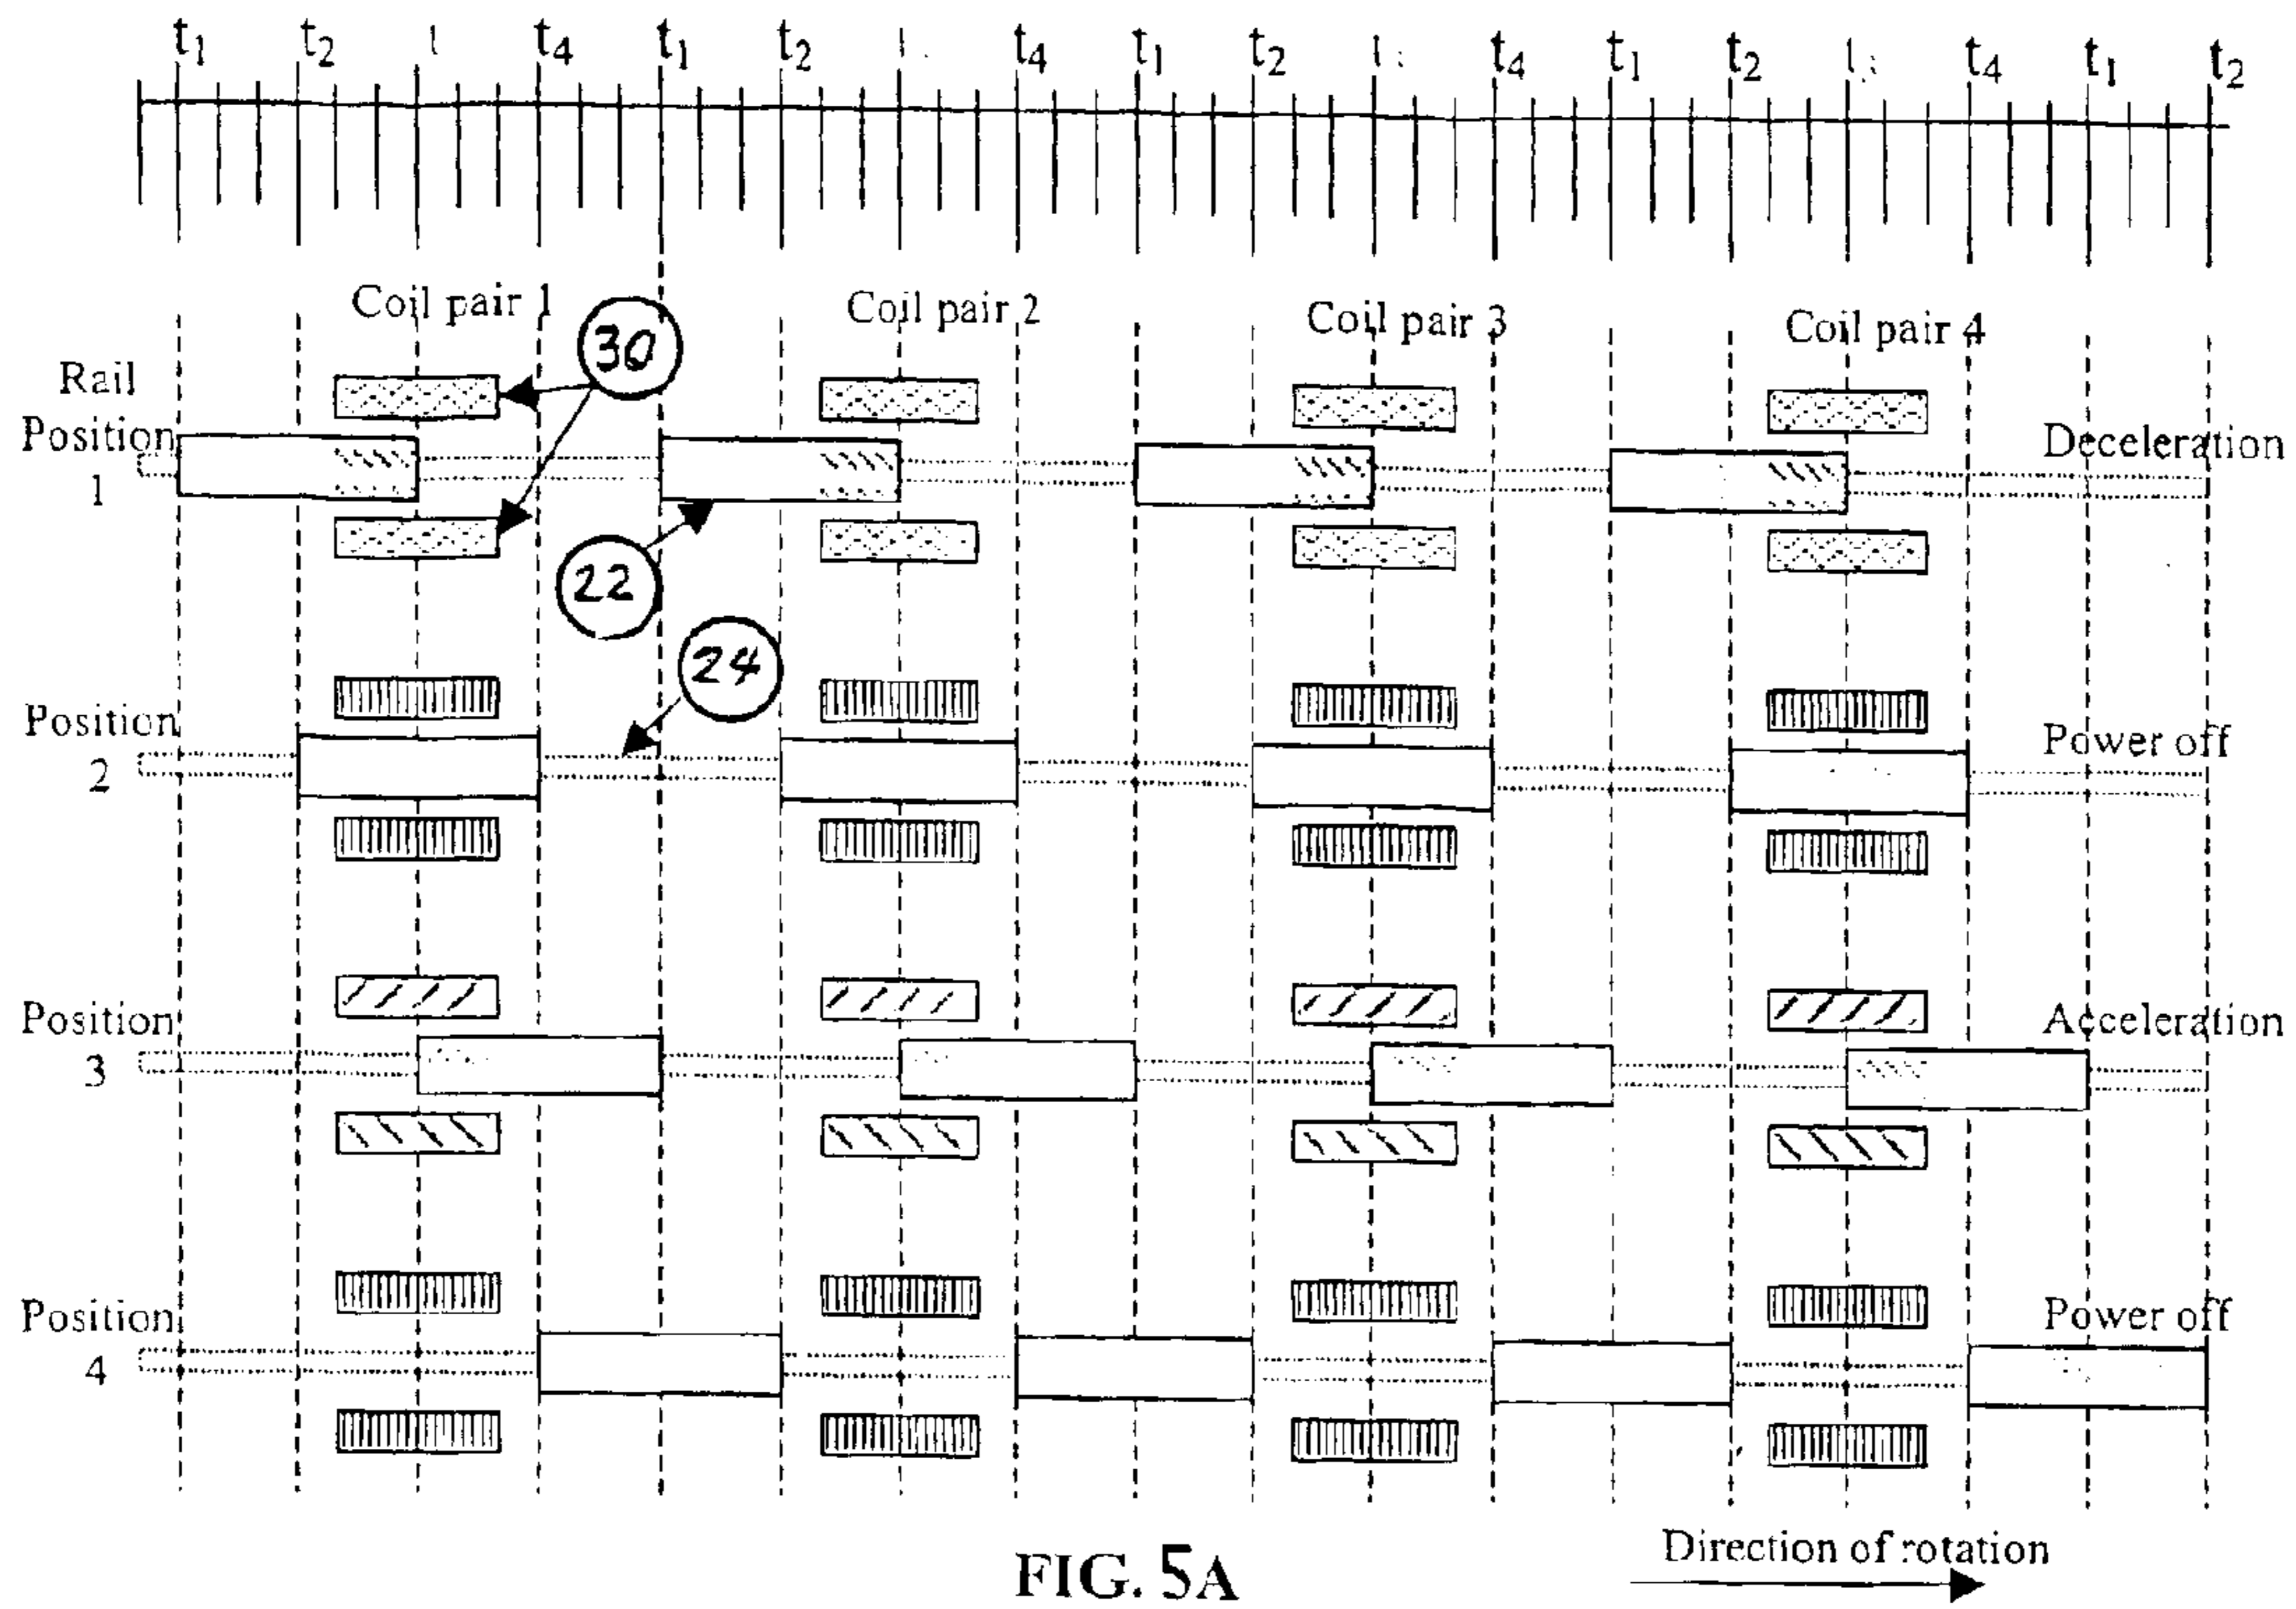 t1 t2 t t4 t1 t2 t4 t1 t2 t3 t4 t1 t2 t3 t4 t1 t2
Coil pair 1 Coil pair 2 Coil pair 3 Coil pair 4
30
Rail
Position
1
Deceleration
22
24
Position
2
Power off
Position
3
Acceleration
Position
4
Power off
Direction of rotation
FIG. 5A